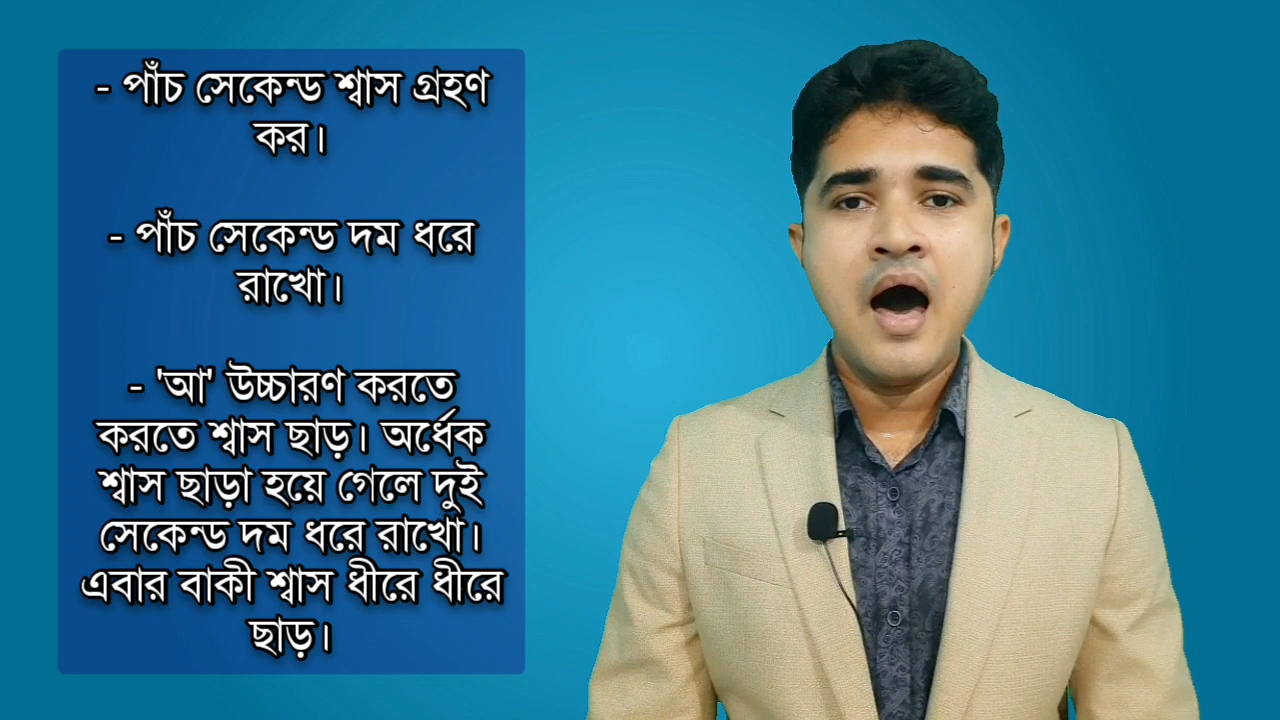 - পাঁচ সেকেন্ড শ্বাস গ্রহণ
কর।
- পাঁচ সেকেন্ড দম ধরে
রাখো।
- 'আ' উচ্চারণ করতে
করতে শ্বাস ছাড়। অর্ধেক
শ্বাস ছাড়া হয়ে গেলে দুই
সেকেন্ড দম ধরে রাখো।
এবার বাকী শ্বাস ধীরে ধীরে
ছাড়।